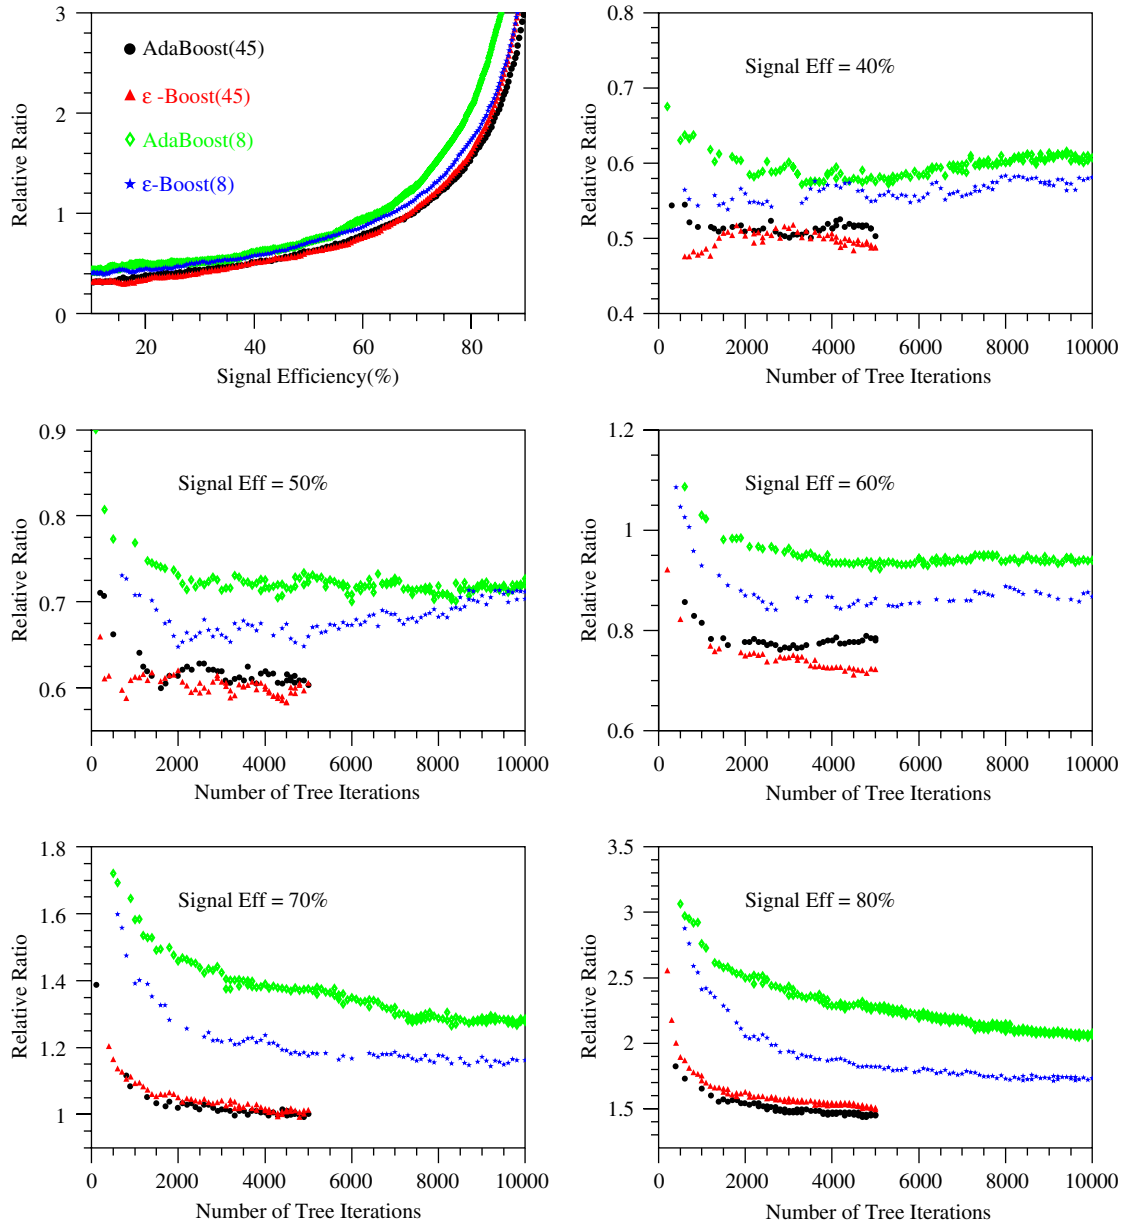 3
2
1
0
Relative Ratio
AdaBoost(45)
ε -Boost(45)
AdaBoost(8)
ε-Boost(8)
20 40 60 80
Signal Efficiency(%)
0.8
0.7
0.6
0.5
0.4
Relative Ratio
Signal Eff = 40%
0 2000 4000 6000 8000 10000
Number of Tree Iterations
0.9
0.8
0.7
0.6
Relative Ratio
Signal Eff = 50%
0 2000 4000 6000 8000 10000
Number of Tree Iterations
1.2
1
0.8
0.6
Relative Ratio
Signal Eff = 60%
0 2000 4000 6000 8000 10000
Number of Tree Iterations
1.8
1.6
1.4
1.2
1
Relative Ratio
Signal Eff = 70%
0 2000 4000 6000 8000 10000
Number of Tree Iterations
3.5
3
2.5
2
1.5
Relative Ratio
Signal Eff = 80%
0 2000 4000 6000 8000 10000
Number of Tree Iterations